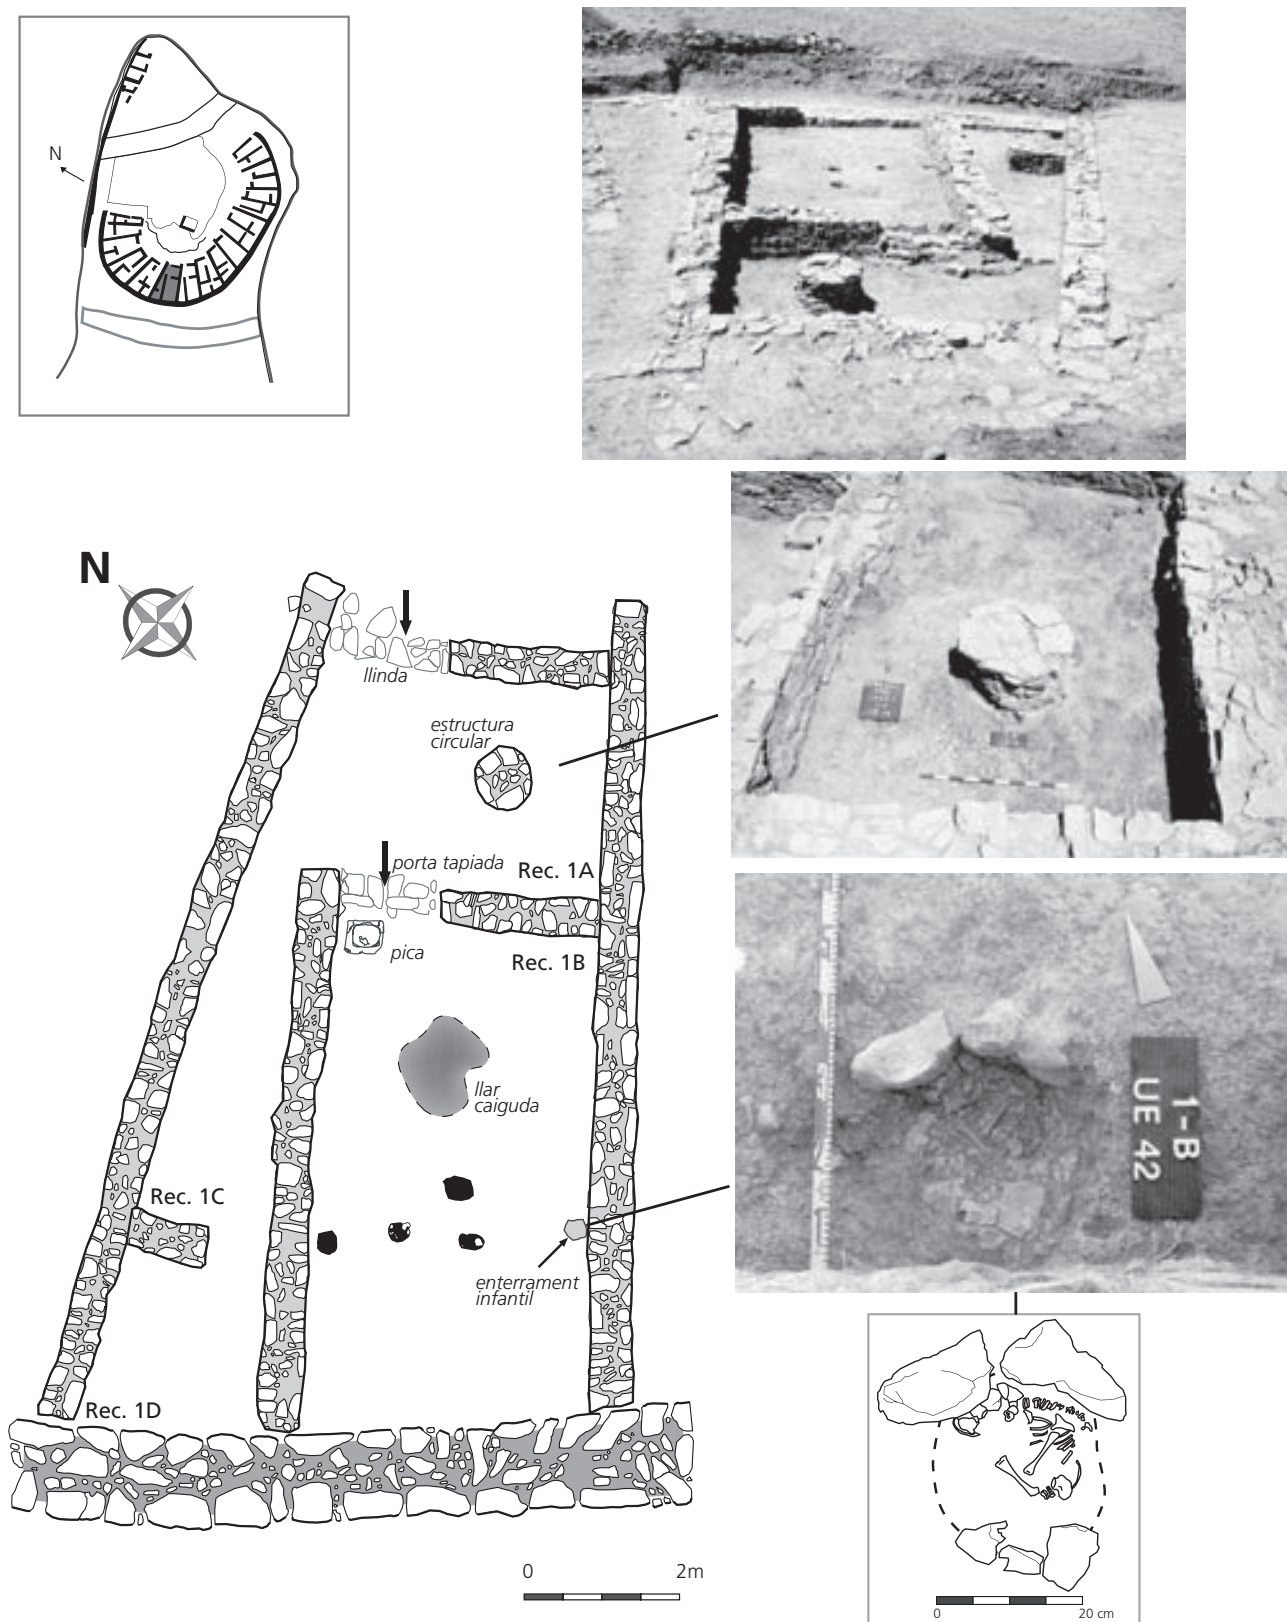 N
N
llinda
estructura
circular
porta tapiada
Rec. 1A
pica
Rec. 1B
llar
caiguda
Rec. 1C
enterrament
infantil
Rec. 1D
0 2m
1-B
UE 42
0 20 cm